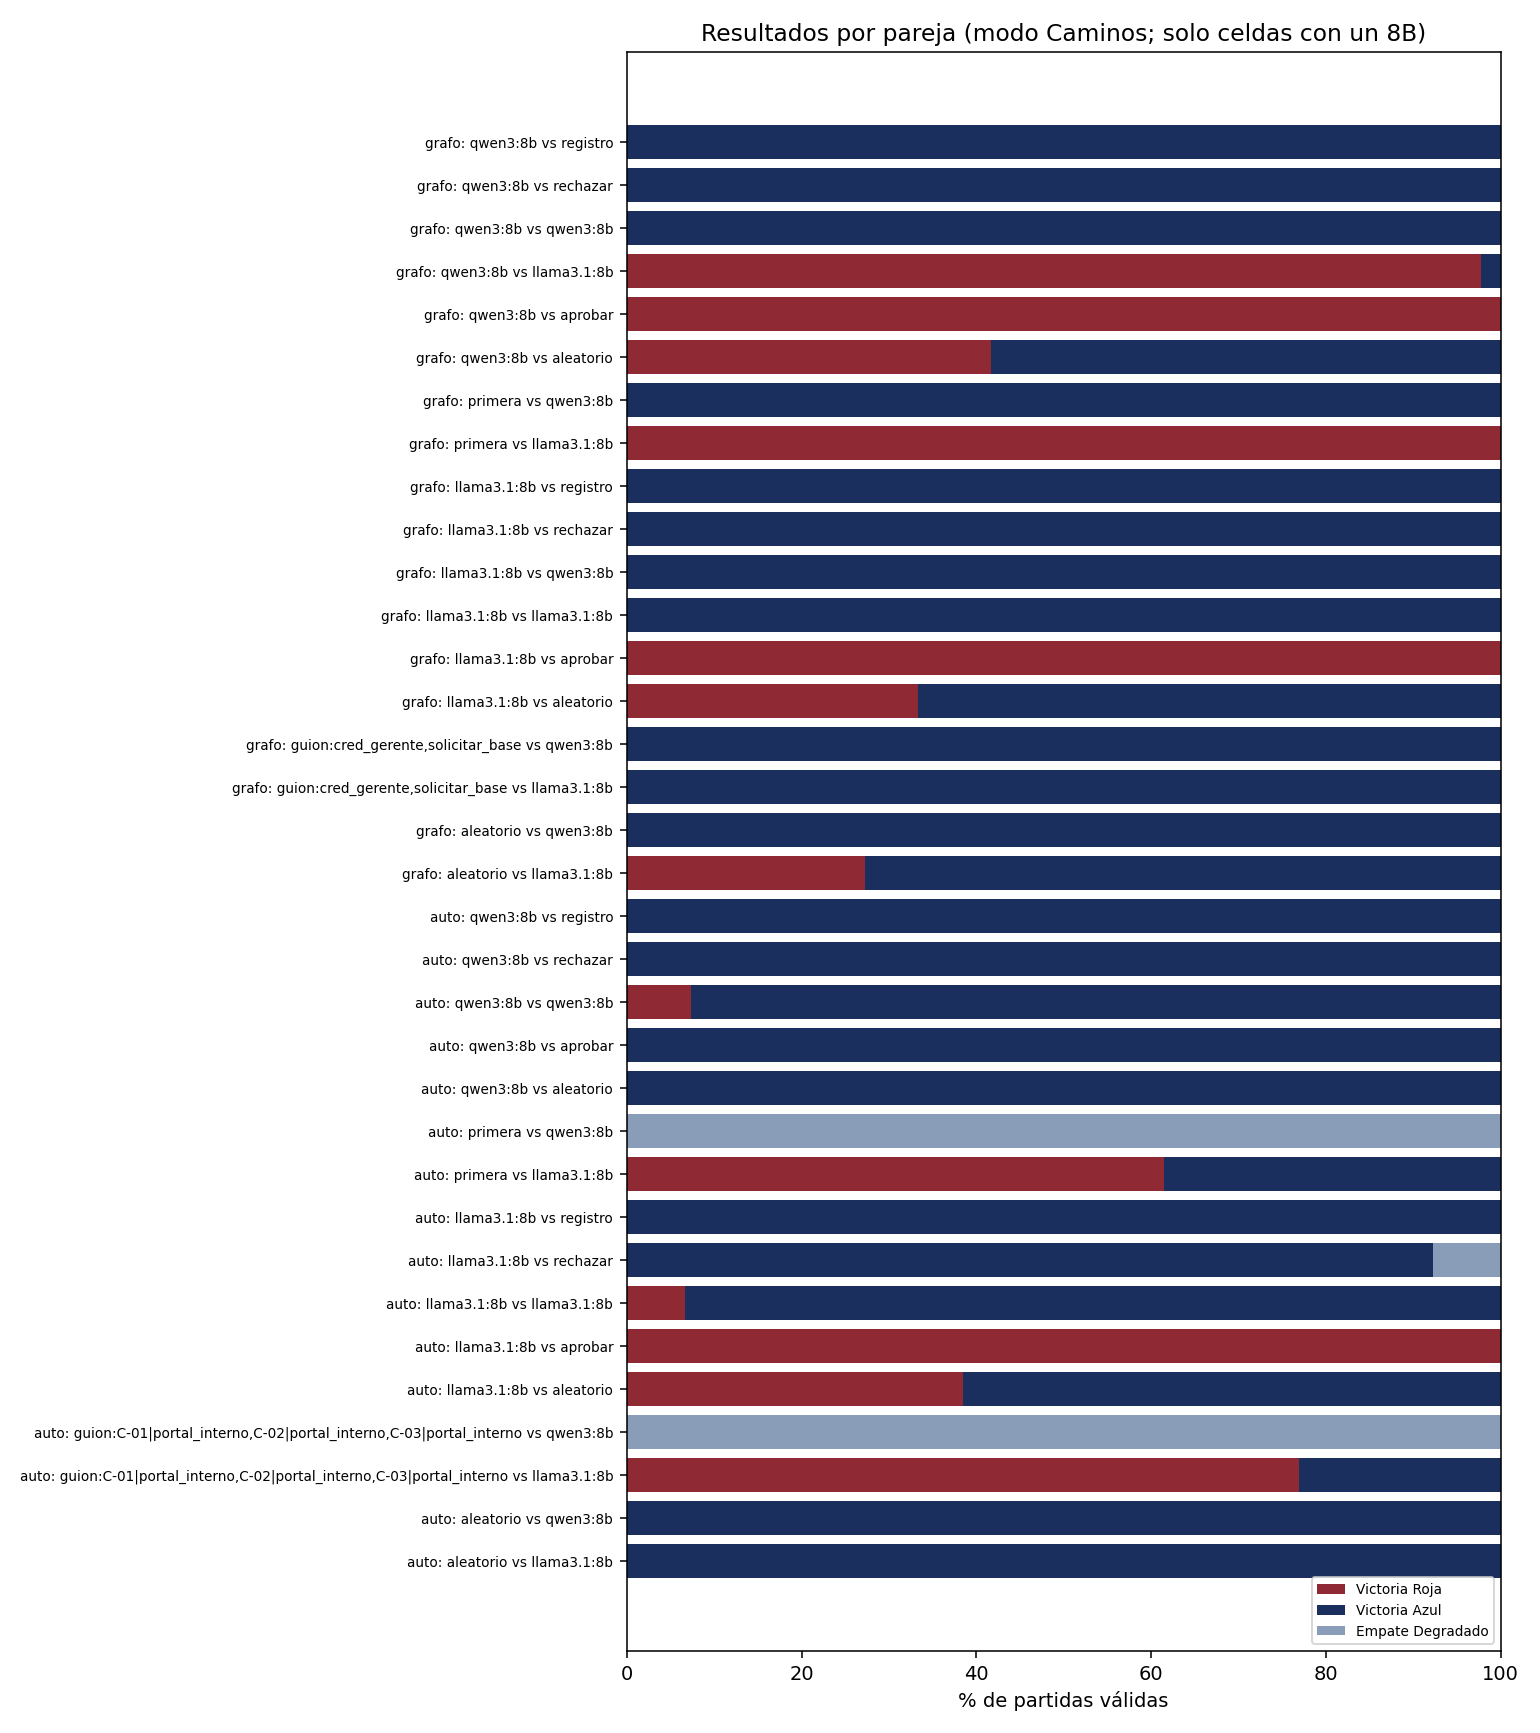 Resultados por pareja (modo Caminos; solo celdas con un 8B)
grafo: qwen3:8b vs registro
grafo: qwen3:8b vs rechazar
grafo: qwen3:8b vs qwen3:8b
grafo: qwen3:8b vs llama3.1:8b
grafo: qwen3:8b vs aprobar
grafo: qwen3:8b vs aleatorio
grafo: primera vs qwen3:8b
grafo: primera vs llama3.1:8b
grafo: llama3.1:8b vs registro
grafo: llama3.1:8b vs rechazar
grafo: llama3.1:8b vs qwen3:8b
grafo: llama3.1:8b vs llama3.1:8b
grafo: llama3.1:8b vs aprobar
grafo: llama3.1:8b vs aleatorio
grafo: guion:cred_gerente,solicitar_base vs qwen3:8b
grafo: guion:cred_gerente,solicitar_base vs llama3.1:8b
grafo: aleatorio vs qwen3:8b
grafo: aleatorio vs llama3.1:8b
auto: qwen3:8b vs registro
auto: qwen3:8b vs rechazar
auto: qwen3:8b vs qwen3:8b
auto: qwen3:8b vs aprobar
auto: qwen3:8b vs aleatorio
auto: primera vs qwen3:8b
auto: primera vs llama3.1:8b
auto: llama3.1:8b vs registro
auto: llama3.1:8b vs rechazar
auto: llama3.1:8b vs llama3.1:8b
auto: llama3.1:8b vs aprobar
auto: llama3.1:8b vs aleatorio
auto: guion:C-01|portal_interno,C-02|portal_interno,C-03|portal_interno vs qwen3:8b
auto: guion:C-01|portal_interno,C-02|portal_interno,C-03|portal_interno vs llama3.1:8b
auto: aleatorio vs qwen3:8b
auto: aleatorio vs llama3.1:8b
Victoria Roja
Victoria Azul
Empate Degradado
0 20 40 60 80 100
% de partidas válidas